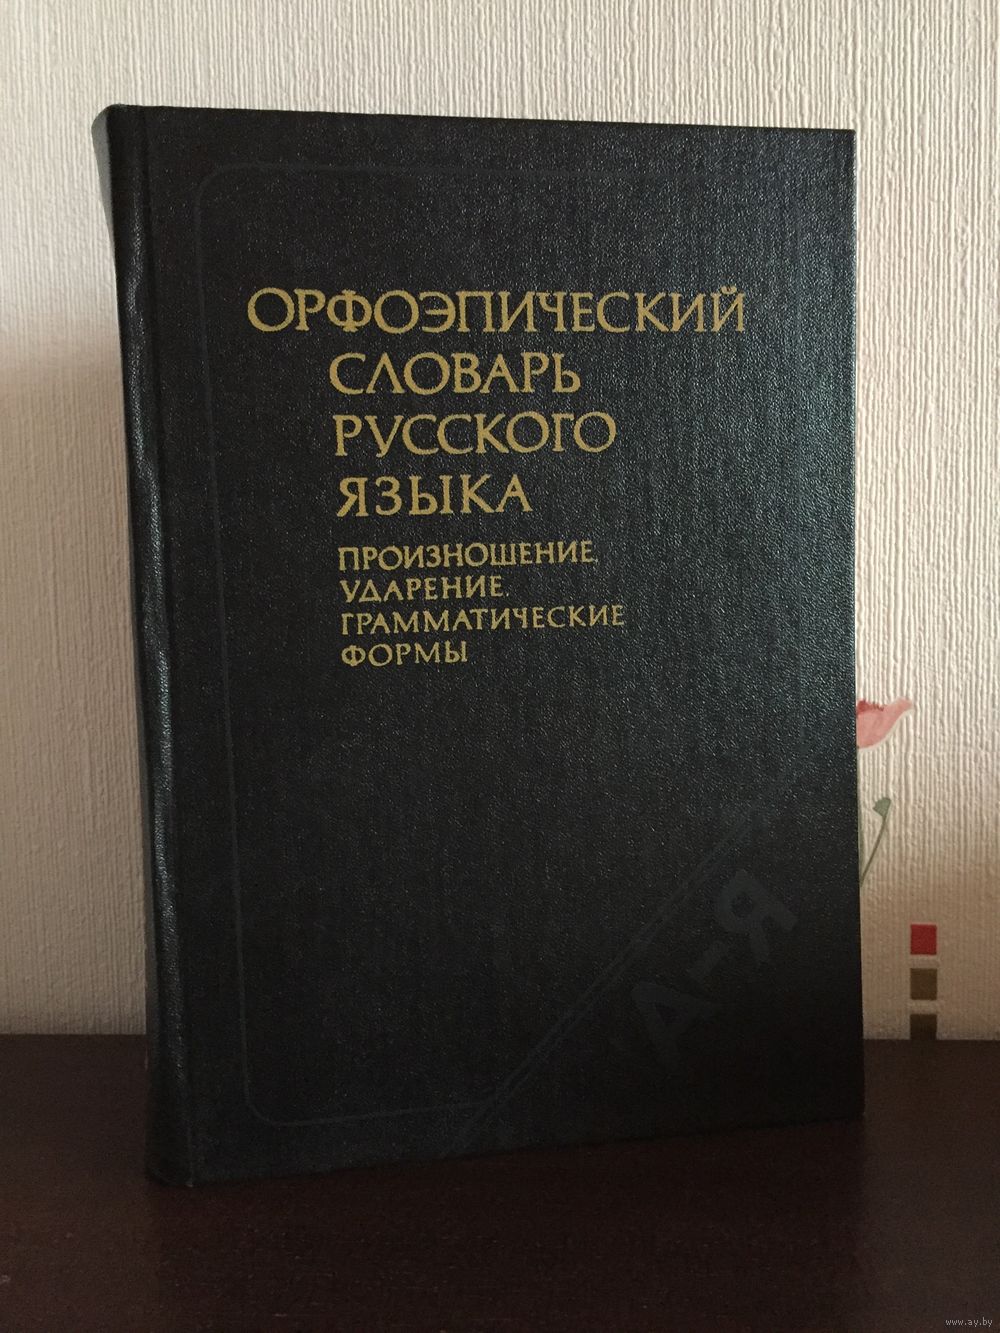 ОРФОЭПИЧЕСКИЙ
СЛОВАРЬ
РУССКОГО
ЯЗЫКА
ПРОИЗНОШЕНИЕ,
УДАРЕНИЕ,
ГРАММАТИЧЕСКИЕ
ФОРМЫ
А-Я
www.ay.by